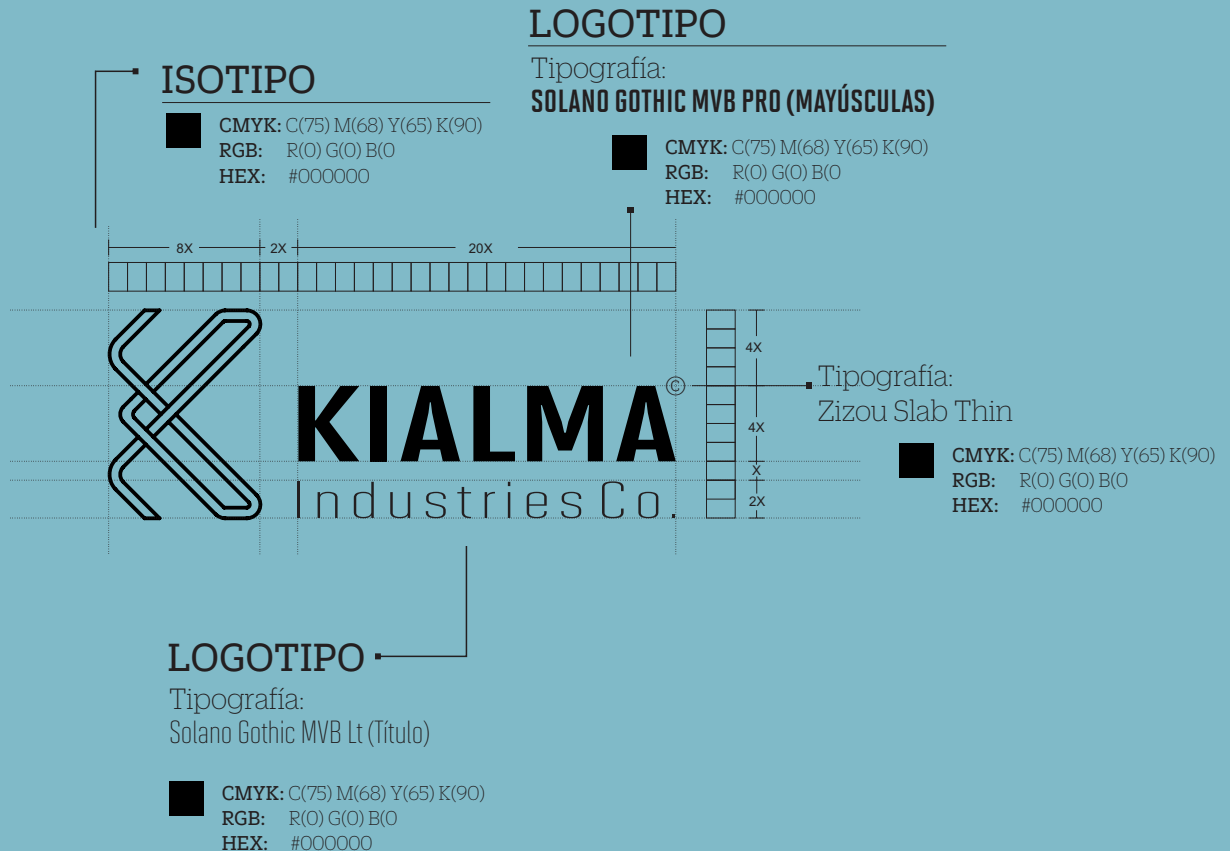 LOGOTIPO
Tipografía:
SOLANO GOTHIC MVB PRO (MAYÚSCULAS)
CMYK: C(75) M(68) Y(65) K(90)
RGB: R(0) G(0) B(0
HEX: #000000
ISOTIPO
CMYK: C(75) M(68) Y(65) K(90)
RGB: R(0) G(0) B(0
HEX: #000000
8X 2X 20X
4X
4X
X
2X
KIALMA©
Industries Co.
Tipografía:
Zizou Slab Thin
CMYK: C(75) M(68) Y(65) K(90)
RGB: R(0) G(0) B(0
HEX: #000000
LOGOTIPO
Tipografía:
Solano Gothic MVB Lt (Título)
CMYK: C(75) M(68) Y(65) K(90)
RGB: R(0) G(0) B(0
HEX: #000000